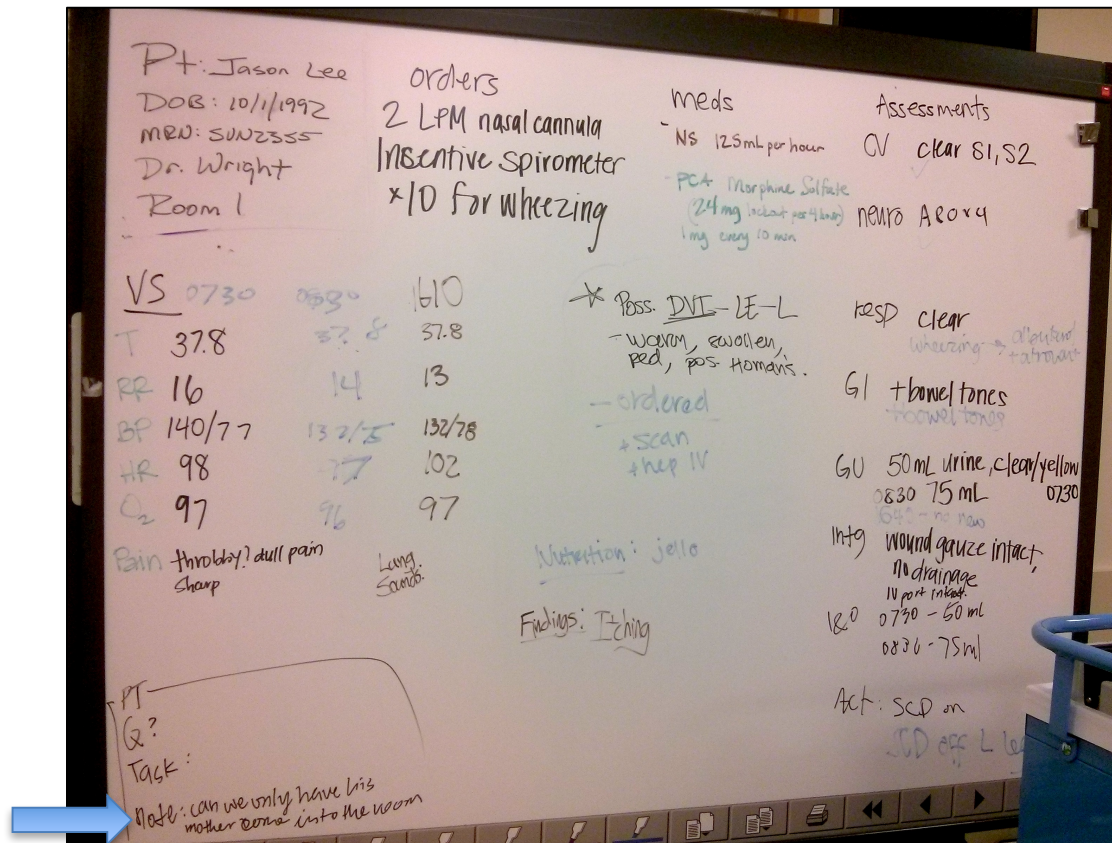 Pt: Jason Lee
DOB: 10/1/1992
MRN: SUN2355
Dr. Wright
Room 1
orders
2 LPM nasal cannula
Insentive spirometer
*10 for wheezing
meds
- NS 125mL per hour
- PCA Morphine Sulfate
(24mg lockout per 4 hour)
1mg every 10 min
Assessments
CV clear S1, S2
neuro A&Ox4
resp clear
wheezing → albuterol
+ atrovent
GI +bowel tones
+bowel tones
GU 50mL urine, clear/yellow
0830 75mL 0730
no new
Intg wound gauze intact,
no drainage
IV port intact.
I&O 0730 - 50 ml
0830 - 75ml
Act: SCD on
SCD off L leg
VS 0730 0830 1610
T 37.8 37.8 37.8
RR 16 14 13
BP 140/77 132/75 132/78
HR 98 77 102
O2 97 96 97
Pain throbby? dull pain
sharp
Lung
Sounds:
* Poss. DVT - LE - L
- warm, swollen,
red, pos. Homans.
- ordered
+ scan
+ hep IV
Nutrition: jello
Findings: Itching
PT
Q?
Task:
Note: can we only have his
mother come into the room